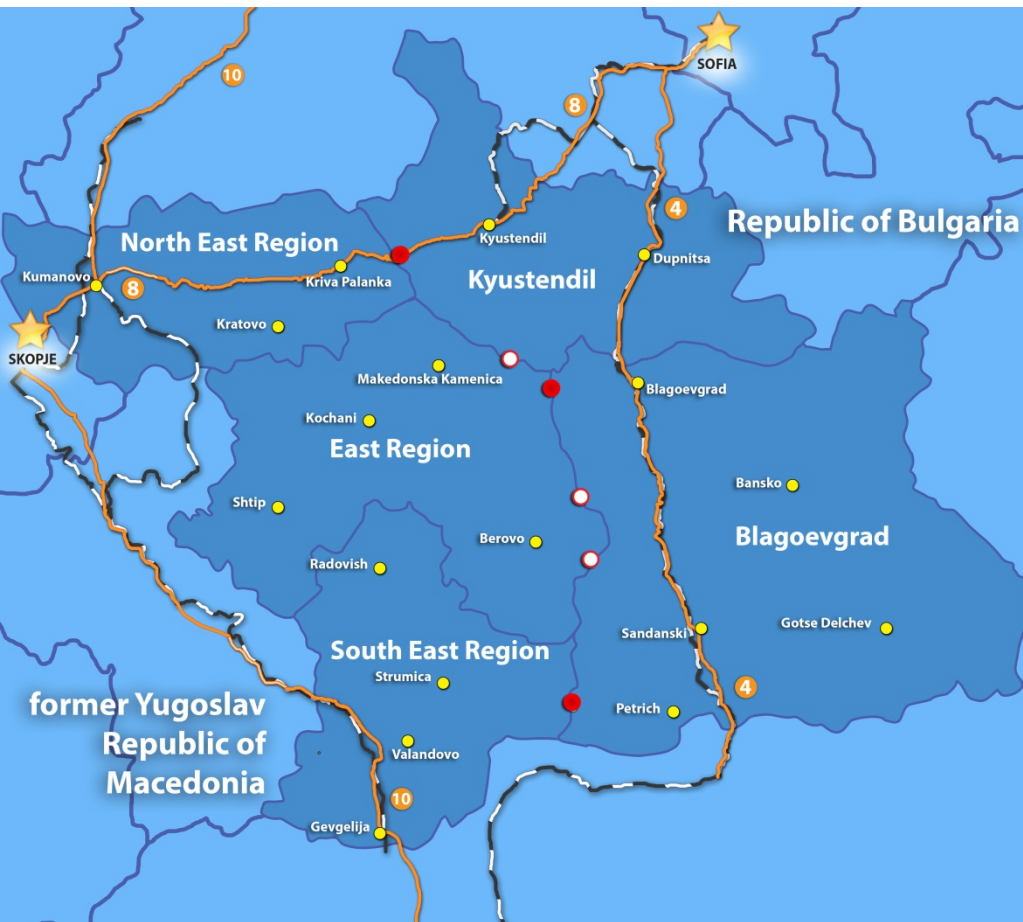 SOFIA
10
8
4
Republic of Bulgaria
North East Region
Kyustendil
Dupnitsa
Kumanovo
8
Kriva Palanka
Kyustendil
Kratovo
SKOPJE
Makedonska Kamenica
Blagoevgrad
Kochani
East Region
Bansko
Shtip
Berovo
Blagoevgrad
Radovish
Sandanski
Gotse Delchev
South East Region
Strumica
4
former Yugoslav
Republic of
Macedonia
Petrich
Valandovo
10
Gevgelija